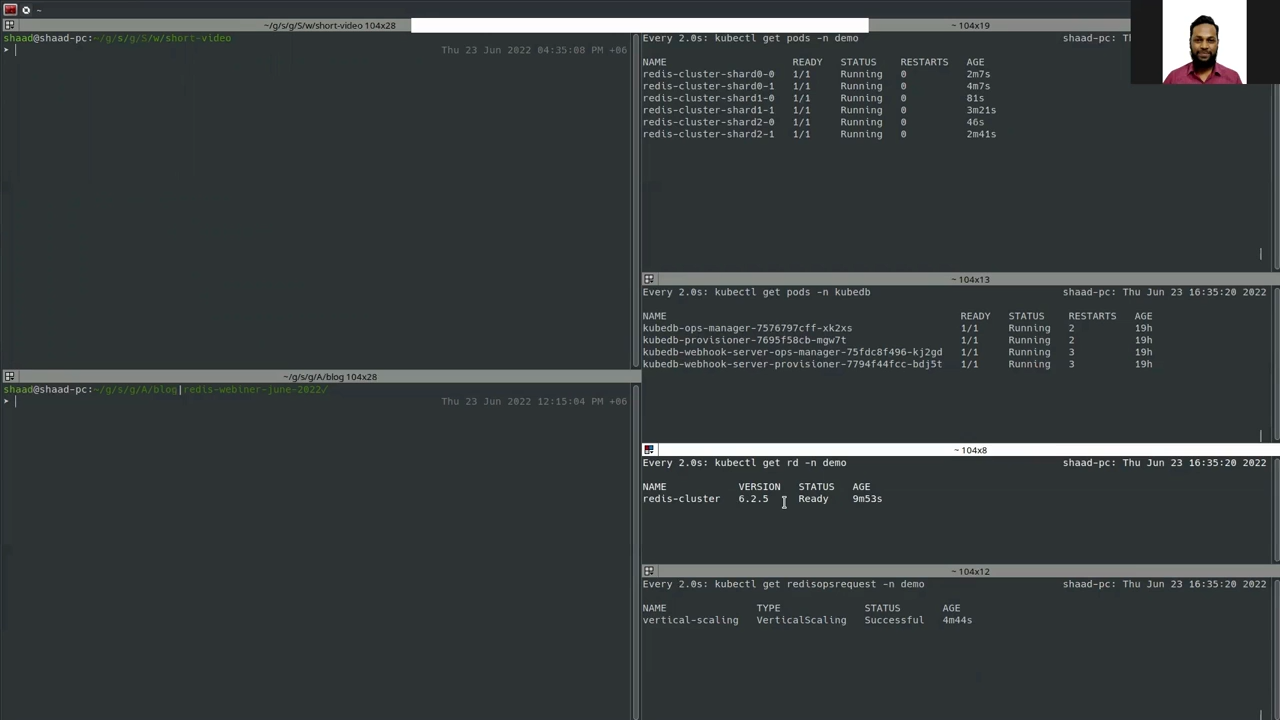 ~
~/g/s/g/S/w/short-video 104x28
shaad@shaad-pc:~/g/s/g/S/w/short-video
➤ Thu 23 Jun 2022 04:35:08 PM +06
~/g/s/g/A/blog 104x28
shaad@shaad-pc:~/g/s/g/A/blog|redis-webiner-june-2022/
➤ Thu 23 Jun 2022 12:15:04 PM +06
~ 104x19
Every 2.0s: kubectl get pods -n demo shaad-pc: Thu
NAME READY STATUS RESTARTS AGE
redis-cluster-shard0-0 1/1 Running 0 2m7s
redis-cluster-shard0-1 1/1 Running 0 4m7s
redis-cluster-shard1-0 1/1 Running 0 81s
redis-cluster-shard1-1 1/1 Running 0 3m21s
redis-cluster-shard2-0 1/1 Running 0 46s
redis-cluster-shard2-1 1/1 Running 0 2m41s
~ 104x13
Every 2.0s: kubectl get pods -n kubedb shaad-pc: Thu Jun 23 16:35:20 2022
NAME READY STATUS RESTARTS AGE
kubedb-ops-manager-7576797cff-xk2xs 1/1 Running 2 19h
kubedb-provisioner-7695f58cb-mgw7t 1/1 Running 2 19h
kubedb-webhook-server-ops-manager-75fdc8f496-kj2gd 1/1 Running 3 19h
kubedb-webhook-server-provisioner-7794f44fcc-bdj5t 1/1 Running 3 19h
~ 104x8
Every 2.0s: kubectl get rd -n demo shaad-pc: Thu Jun 23 16:35:20 2022
NAME VERSION STATUS AGE
redis-cluster 6.2.5 Ready 9m53s
~ 104x12
Every 2.0s: kubectl get redisopsrequest -n demo shaad-pc: Thu Jun 23 16:35:20 2022
NAME TYPE STATUS AGE
vertical-scaling VerticalScaling Successful 4m44s